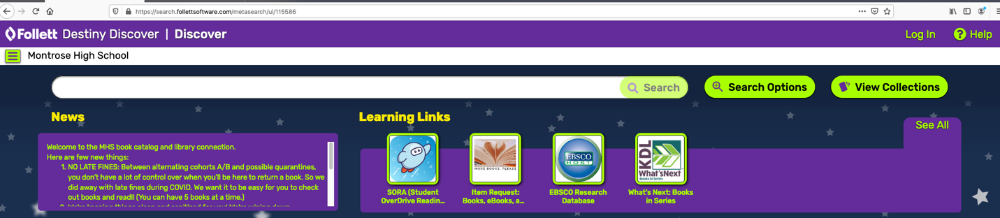 https://search.follettsoftware.com/metasearch/ui/115586
Follett Destiny Discover | Discover
Log In
Help
Montrose High School
Search
Search Options
View Collections
News
Learning Links
See All
Welcome to the MHS book catalog and library connection.
Here are few new things:
1. NO LATE FINES: Between alternating cohorts A/B and possible quarantines,
you don't have a lot of control over when you'll be here to return a book. So we
did away with late fines during COVID. We want it to be easy for you to check
out books and read!! (You can have 5 books at a time.)
MORE BOOKS, PLEASE
EBSCO
HOST
KDL
What'sNext
Books in Series
SORA (Student
OverDrive Readin...
Item Request:
Books, eBooks, a...
EBSCO Research
Database
What's Next: Books
in Series